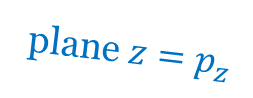 plane z = p_z